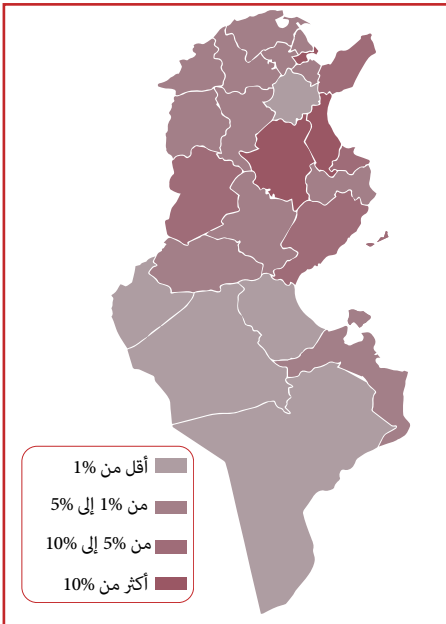 أقل من 1%
من 1% إلى 5%
من 5% إلى 10%
أكثر من 10%